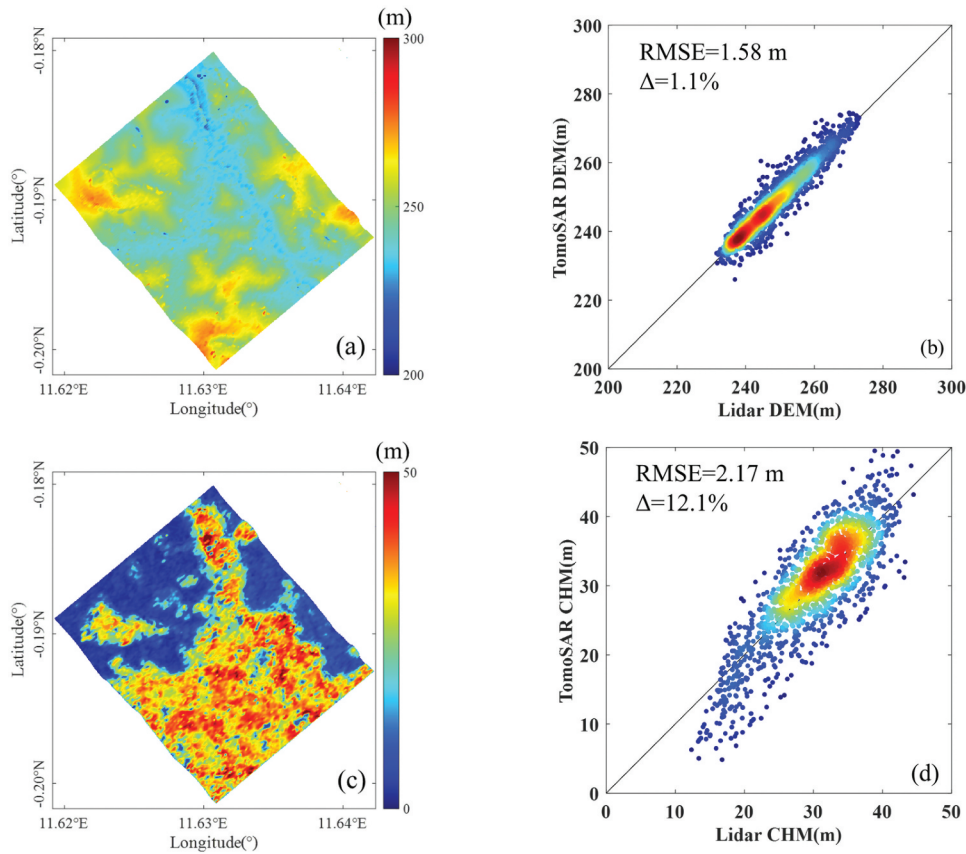 (m)
300
250
200
-0.18°N
-0.19°N
-0.20°N
Latitude(°)
11.62°E
11.63°E
11.64°E
Longitude(°)
(a)
RMSE=1.58 m
Δ=1.1%
300
280
260
240
220
200
TomoSAR DEM(m)
200
220
240
260
280
300
Lidar DEM(m)
(b)
(m)
50
0
-0.18°N
-0.19°N
-0.20°N
Latitude(°)
11.62°E
11.63°E
11.64°E
Longitude(°)
(c)
RMSE=2.17 m
Δ=12.1%
50
40
30
20
10
0
TomoSAR CHM(m)
0
10
20
30
40
50
Lidar CHM(m)
(d)